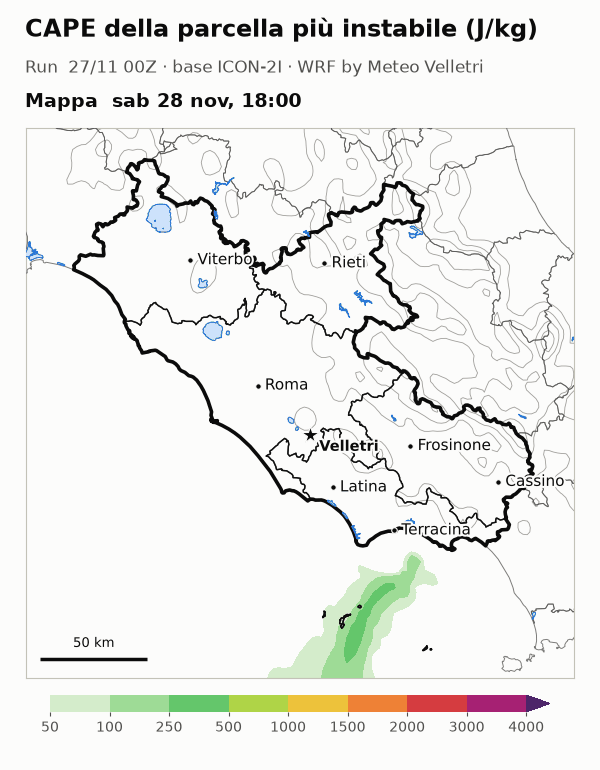 CAPE della parcella più instabile (J/kg)
Run 27/11 00Z · base ICON-2I · WRF by Meteo Velletri
Mappa sab 28 nov, 18:00
Viterbo
Rieti
Roma
Velletri
Frosinone
Latina
Cassino
Terracina
50 km
50 100 250 500 1000 1500 2000 3000 4000